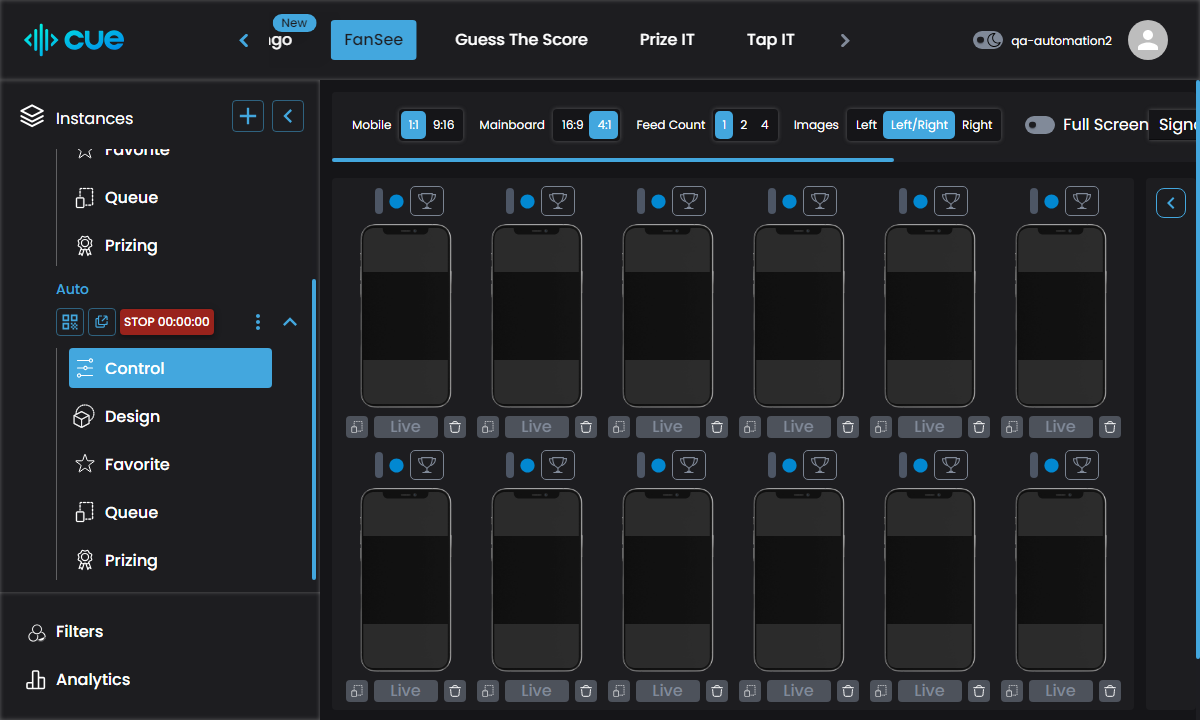 cue
New
FanSee
Guess The Score
Prize IT
Tap IT
qa-automation2
Instances
Favorite
Queue
Prizing
Auto
STOP 00:00:00
Control
Design
Favorite
Queue
Prizing
Filters
Analytics
Mobile 1:1 9:16 Mainboard 16:9 4:1 Feed Count 1 2 4 Images Left Left/Right Right Full Screen
Live Live Live Live Live Live
Live Live Live Live Live Live